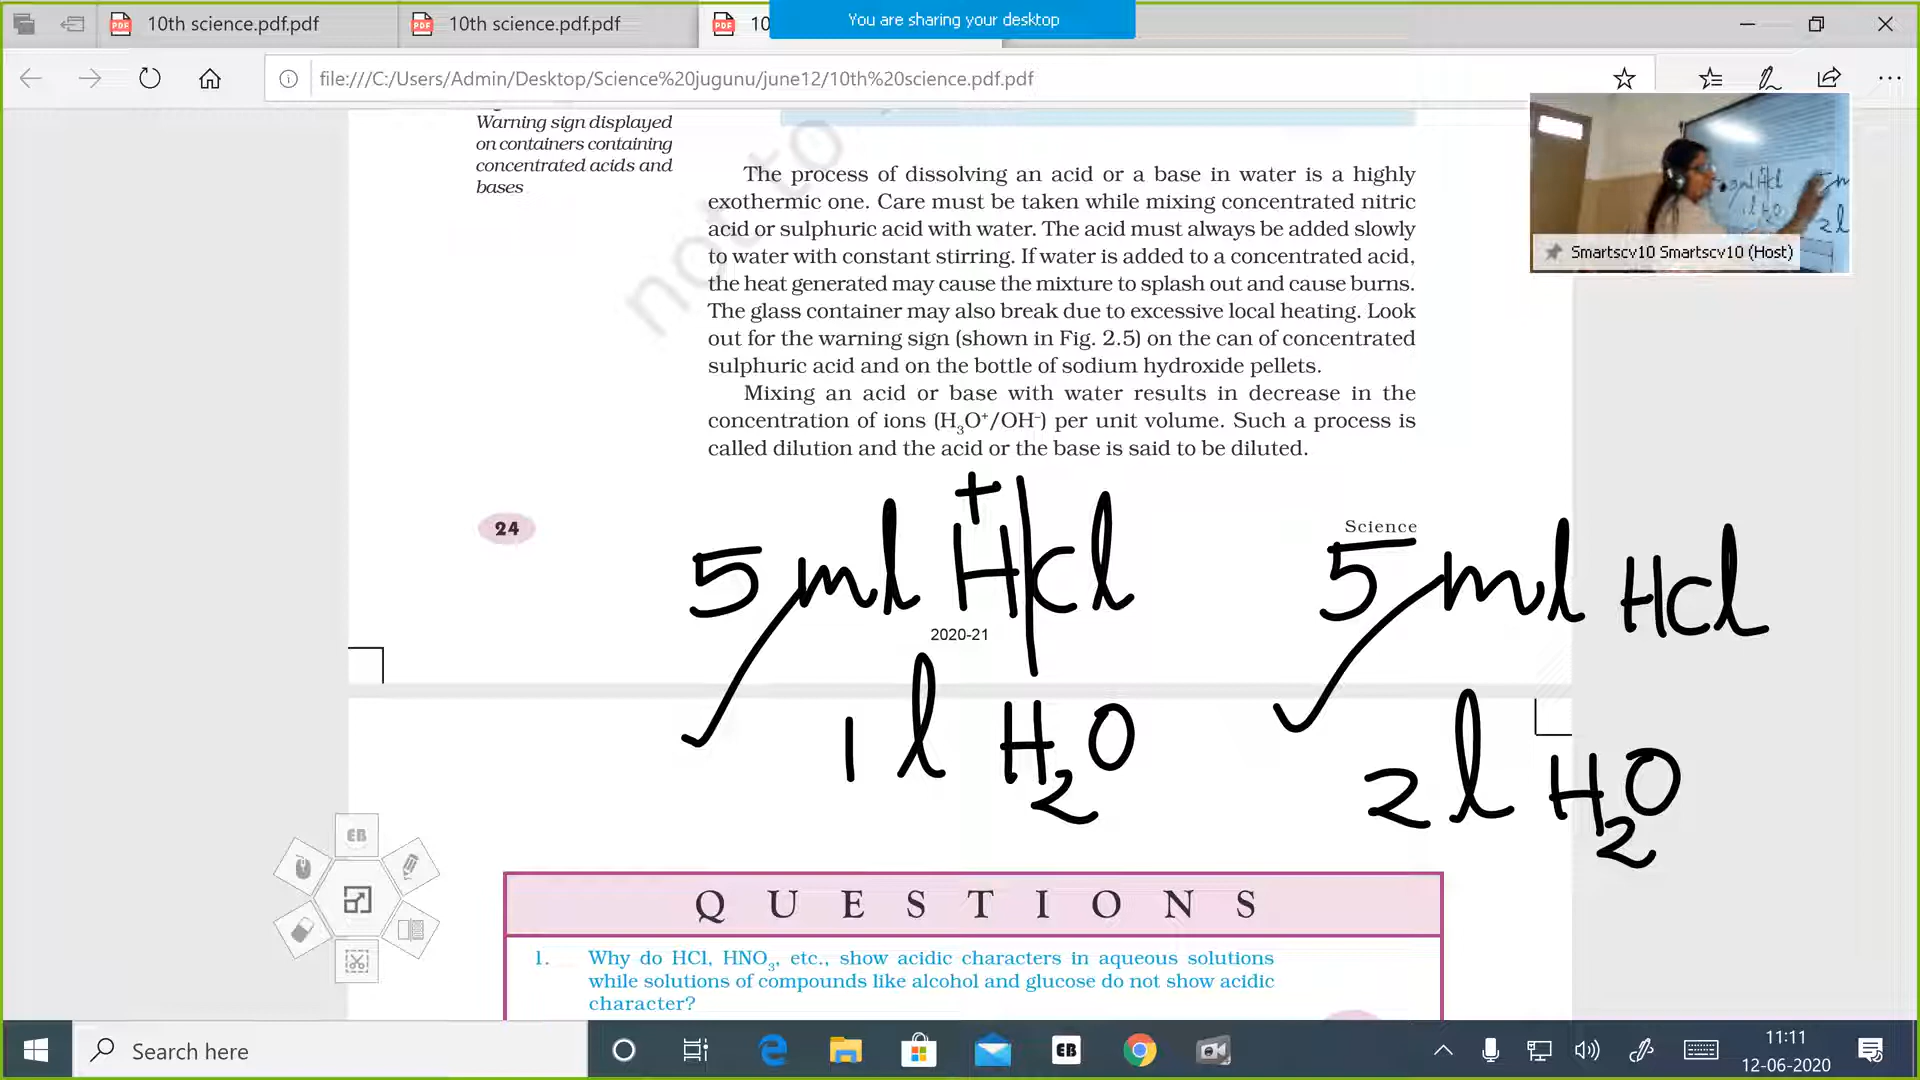 10th science.pdf.pdf
10th science.pdf.pdf
10
You are sharing your desktop
file:///C:/Users/Admin/Desktop/Science%20jugunu/june12/10th%20science.pdf.pdf
Warning sign displayed
on containers containing
concentrated acids and
bases
not to
The process of dissolving an acid or a base in water is a highly
exothermic one. Care must be taken while mixing concentrated nitric
acid or sulphuric acid with water. The acid must always be added slowly
to water with constant stirring. If water is added to a concentrated acid,
the heat generated may cause the mixture to splash out and cause burns.
The glass container may also break due to excessive local heating. Look
out for the warning sign (shown in Fig. 2.5) on the can of concentrated
sulphuric acid and on the bottle of sodium hydroxide pellets.
Mixing an acid or base with water results in decrease in the
concentration of ions (H₃O⁺/OH⁻) per unit volume. Such a process is
called dilution and the acid or the base is said to be diluted.
Smartscv10 Smartscv10 (Host)
24
Science
+
5 ml H|Cl
5 ml HCl
2020-21
1 l H₂O
2 l H₂O
EB
QUESTIONS
1. Why do HCl, HNO₃, etc., show acidic characters in aqueous solutions
while solutions of compounds like alcohol and glucose do not show acidic
character?
Search here
EB
11:11
12-06-2020